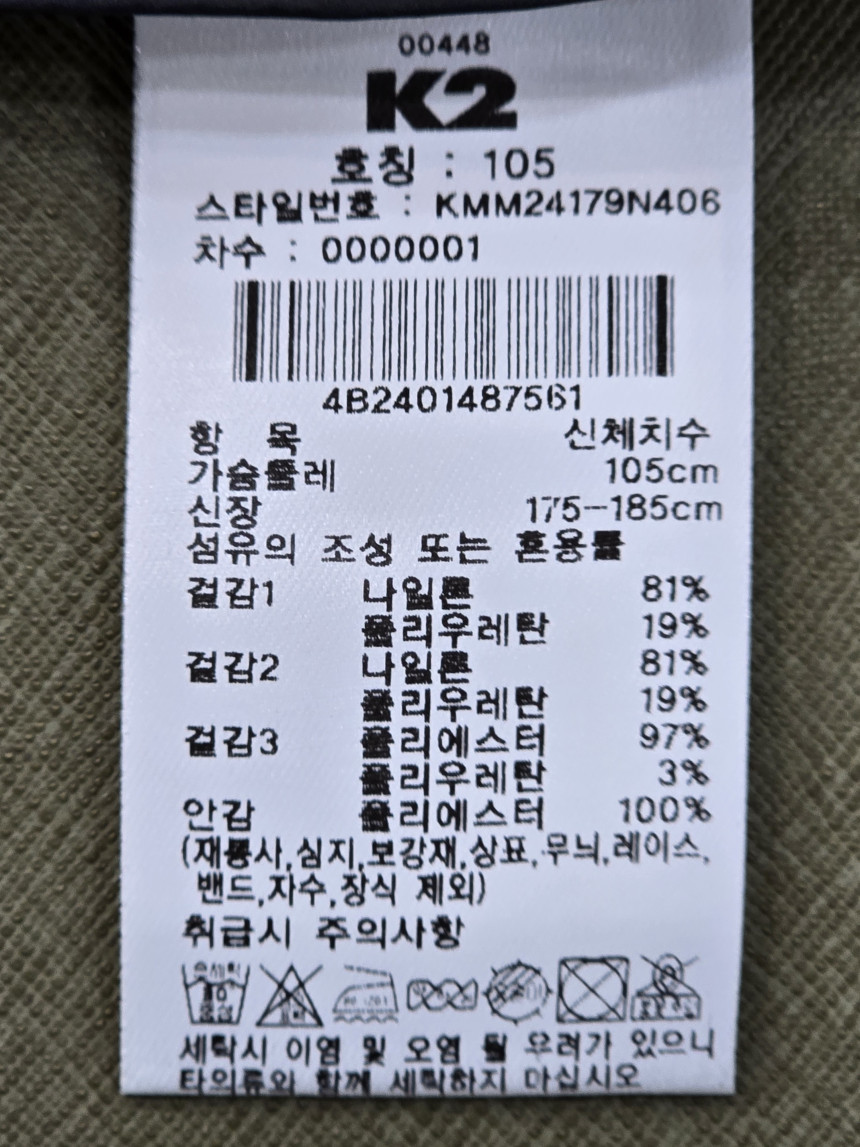 00448
K2
호칭 : 105
스타일번호 : KMM24179N406
차수 : 0000001
4B2401487561
항 목 신체치수
가슴둘레 105cm
신장 175-185cm
섬유의 조성 또는 혼용률
겉감1 나일론 81%
폴리우레탄 19%
겉감2 나일론 81%
폴리우레탄 19%
겉감3 폴리에스터 97%
폴리우레탄 3%
안감 폴리에스터 100%
(재봉사,심지,보강재,상표,무늬,레이스,
밴드,자수,장식 제외)
취급시 주의사항
손세탁
중성
세탁시 이염 및 오염 될 우려가 있으니
타의류와 함께 세탁하지 마십시오